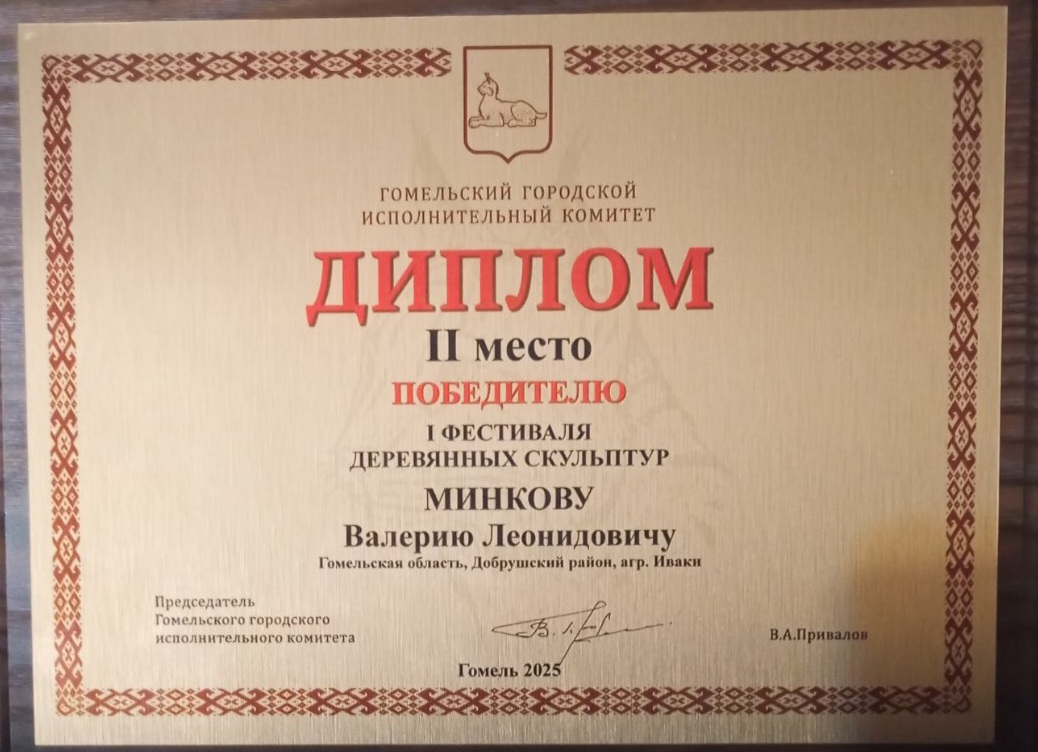 ГОМЕЛЬСКИЙ ГОРОДСКОЙ
ИСПОЛНИТЕЛЬНЫЙ КОМИТЕТ
ДИПЛОМ
II место
ПОБЕДИТЕЛЮ
I ФЕСТИВАЛЯ
ДЕРЕВЯННЫХ СКУЛЬПТУР
МИНКОВУ
Валерию Леонидовичу
Гомельская область, Добрушский район, агр. Иваки
Председатель
Гомельского городского
исполнительного комитета
В.А.Привалов
Гомель 2025